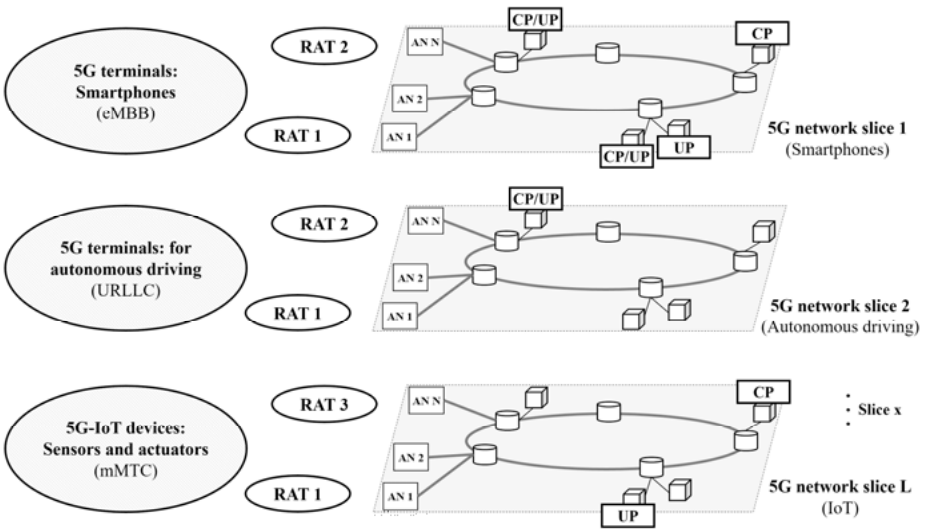 CP/UP
RAT 2
AN N
CP
5G terminals:
Smartphones
(eMBB)
AN 2
RAT 1
AN 1
5G network slice 1
(Smartphones)
CP/UP
UP
CP/UP
RAT 2
AN N
5G terminals: for
autonomous driving
(URLLC)
AN 2
RAT 1
AN 1
5G network slice 2
(Autonomous driving)
CP
RAT 3
AN N
Slice x
5G-IoT devices:
Sensors and actuators
(mMTC)
AN 2
RAT 1
AN 1
5G network slice L
(IoT)
UP